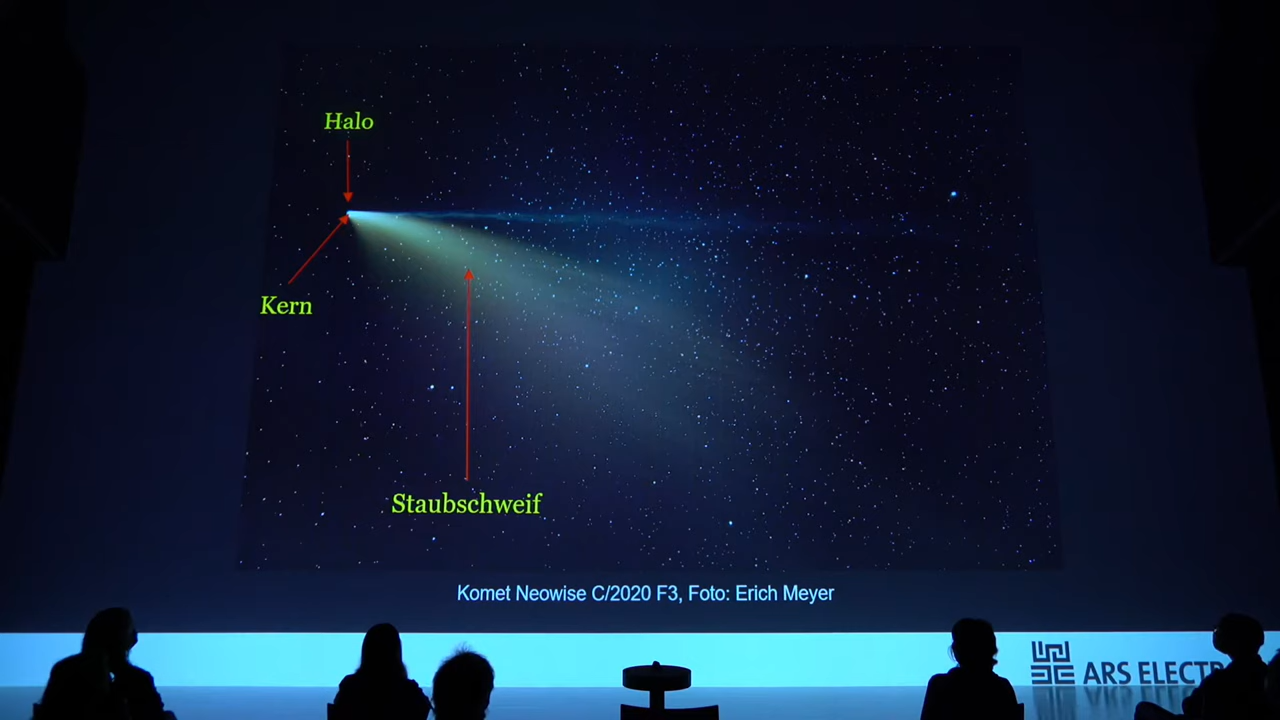 Halo
Kern
Staubschweif
Komet Neowise C/2020 F3, Foto: Erich Meyer
ARS ELECTR